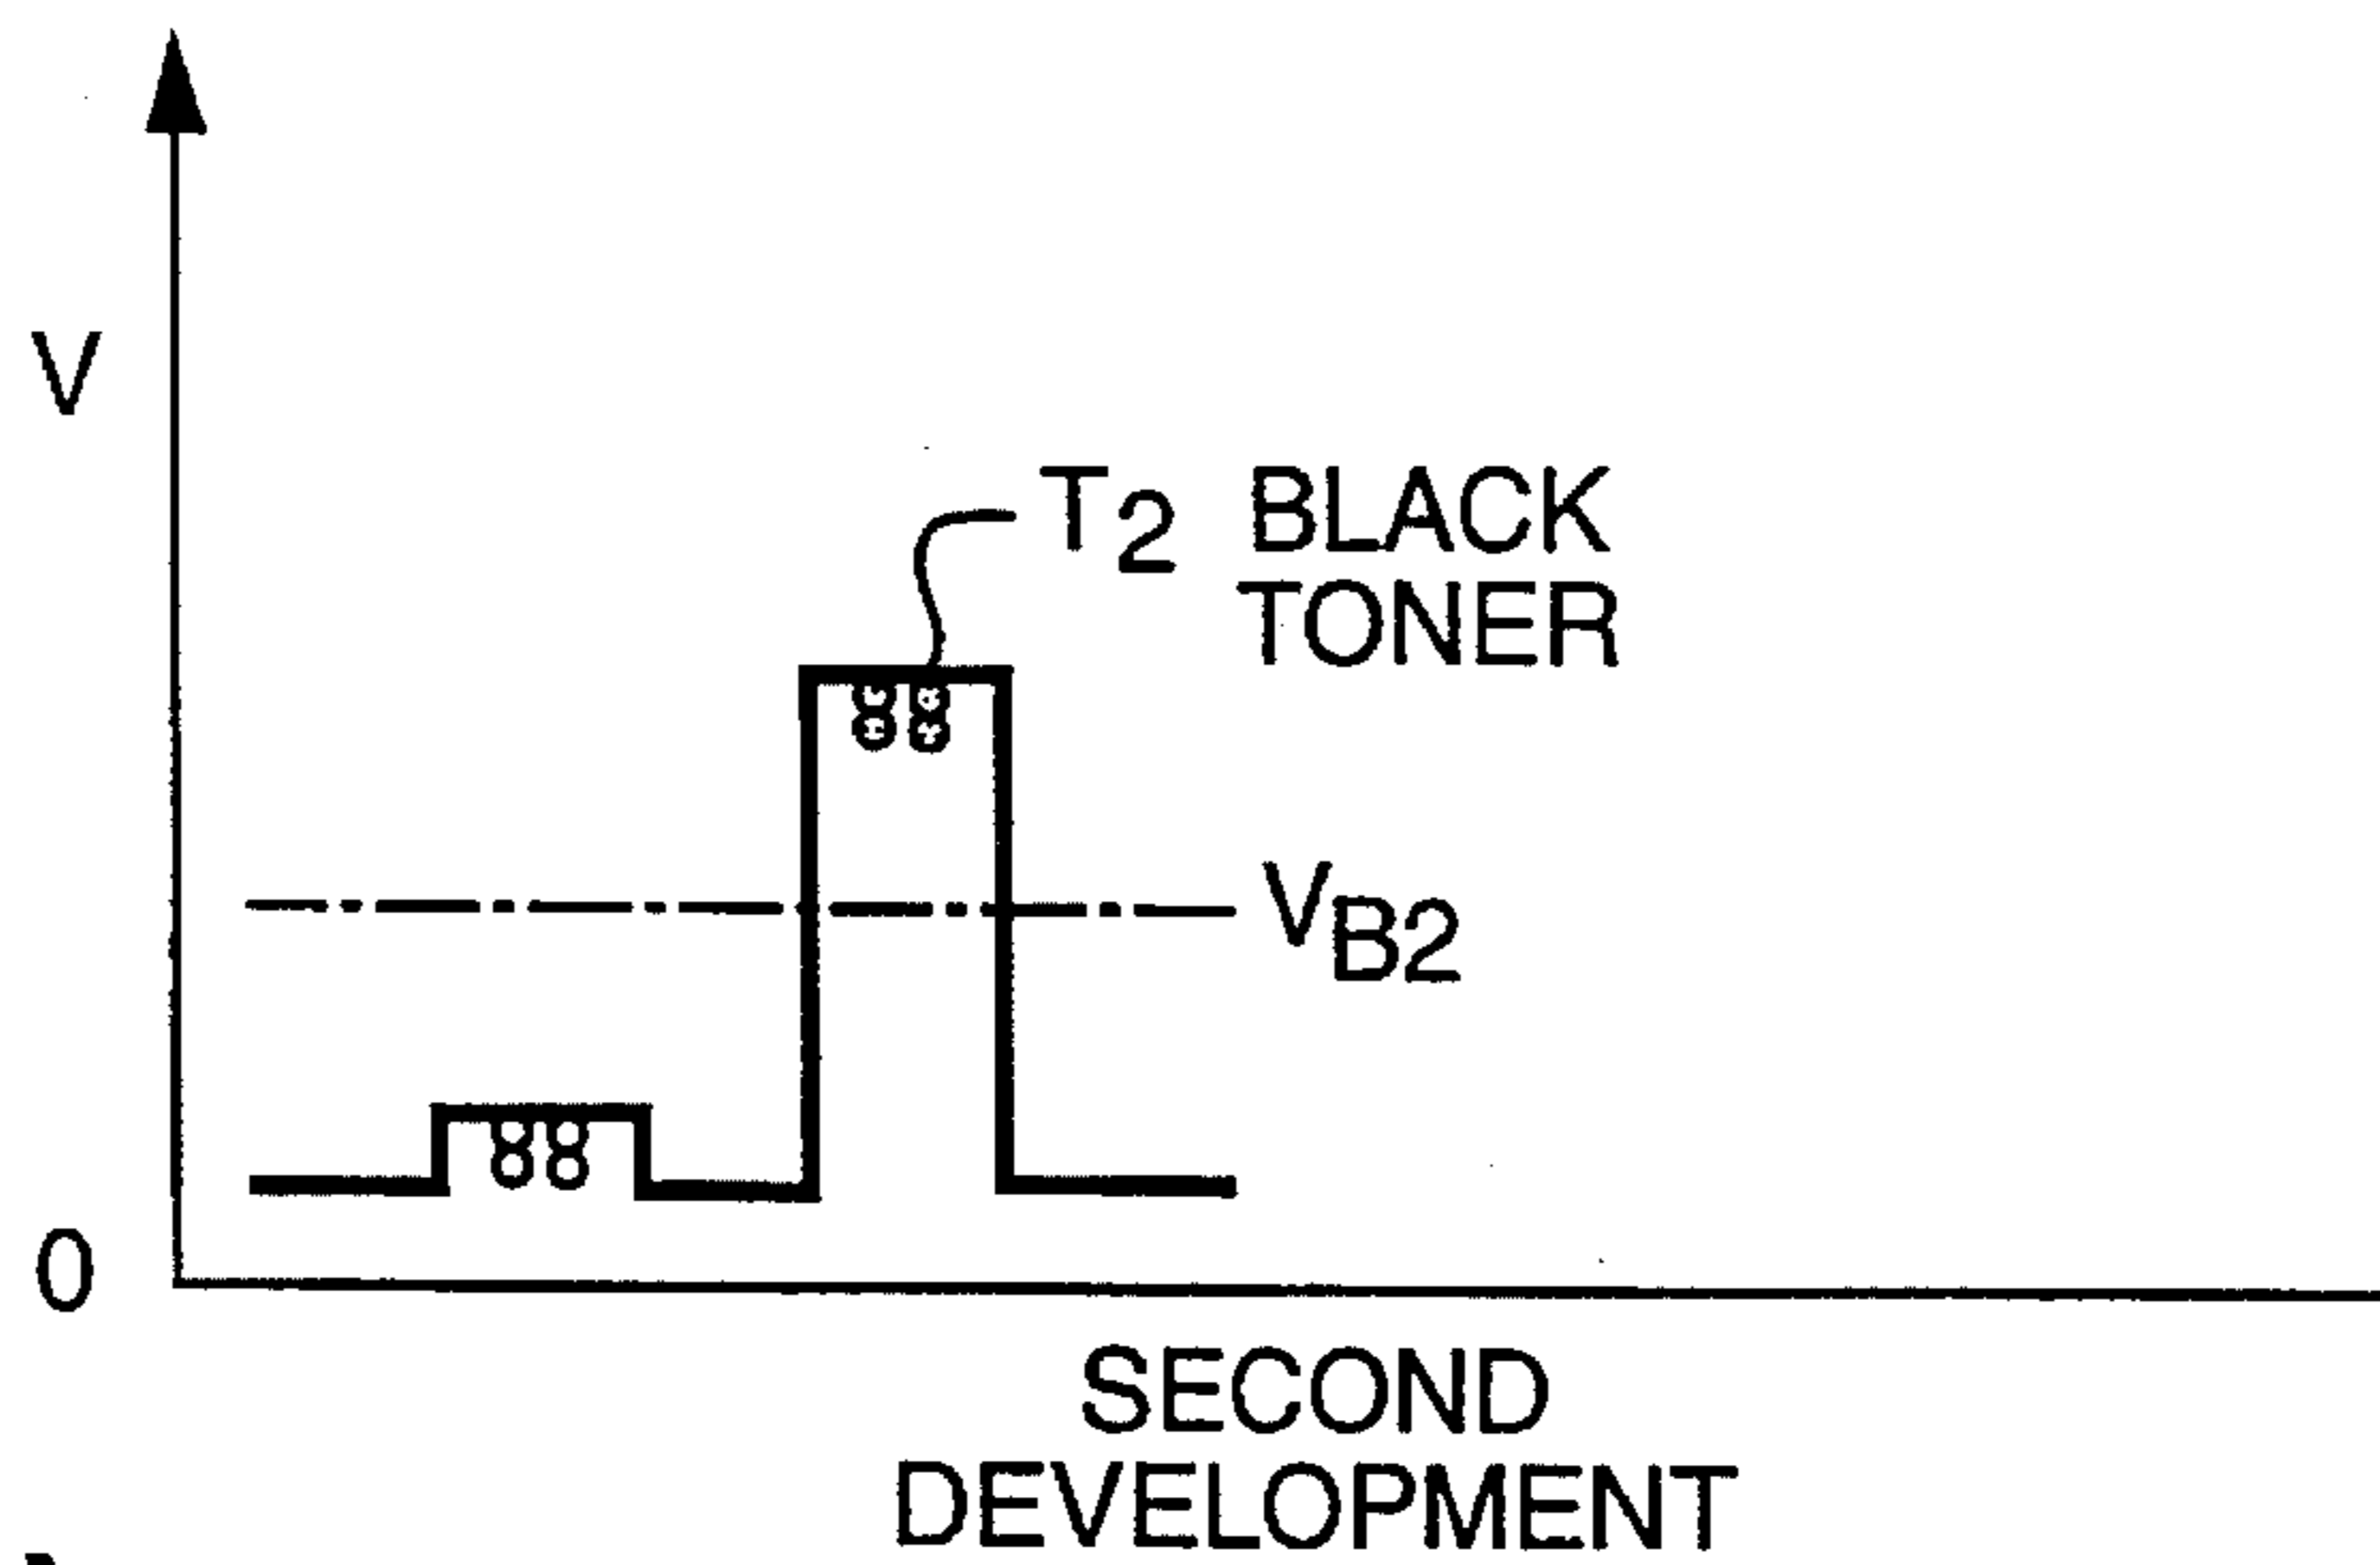 V
T2 BLACK
TONER
VB2
0
SECOND
DEVELOPMENT